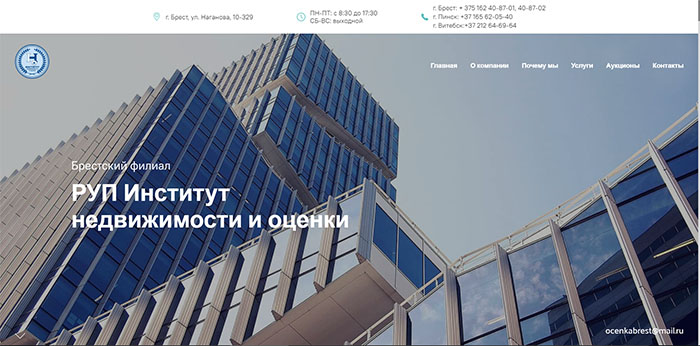 г. Брест, ул. Наганова, 10-329
ПН-ПТ: с 8:30 до 17:30
СБ-ВС: выходной
г. Брест: + 375 162 40-87-01, 40-87-02
г. Пинск: +37 165 62-05-40
г. Витебск:+37 212 64-69-64
Главная О компании Почему мы Услуги Аукционы Контакты
Брестский филиал
РУП Институт
недвижимости и оценки
ocenkabrest@mail.ru